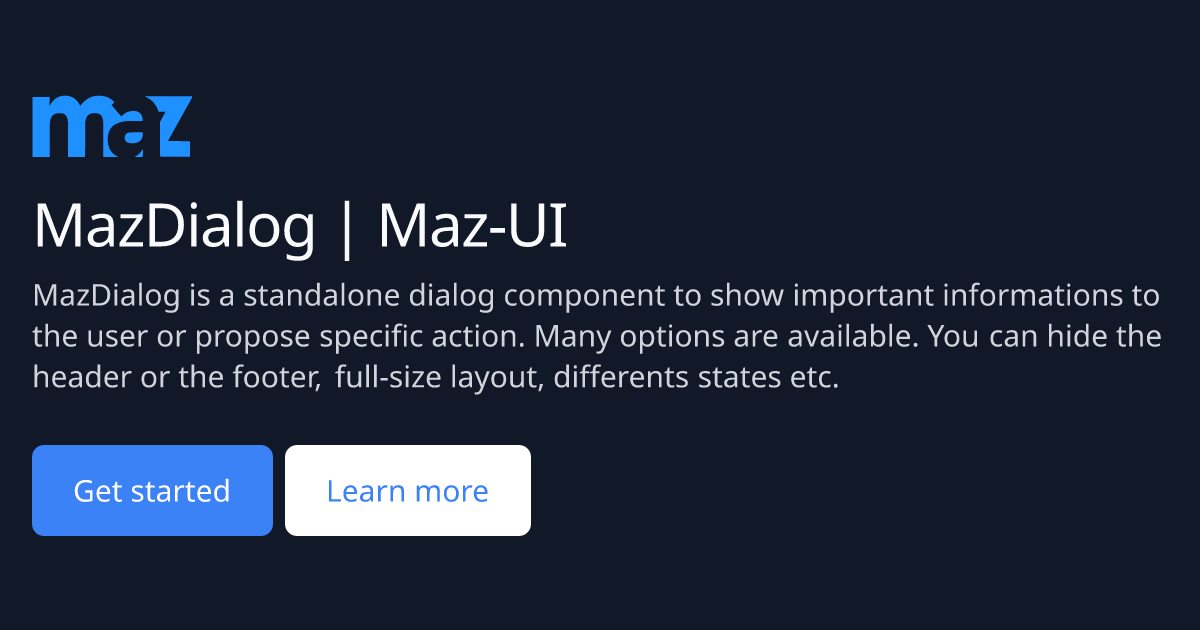 maz
MazDialog | Maz-UI
MazDialog is a standalone dialog component to show important informations to
the user or propose specific action. Many options are available. You can hide the
header or the footer, full-size layout, differents states etc.
Get started
Learn more